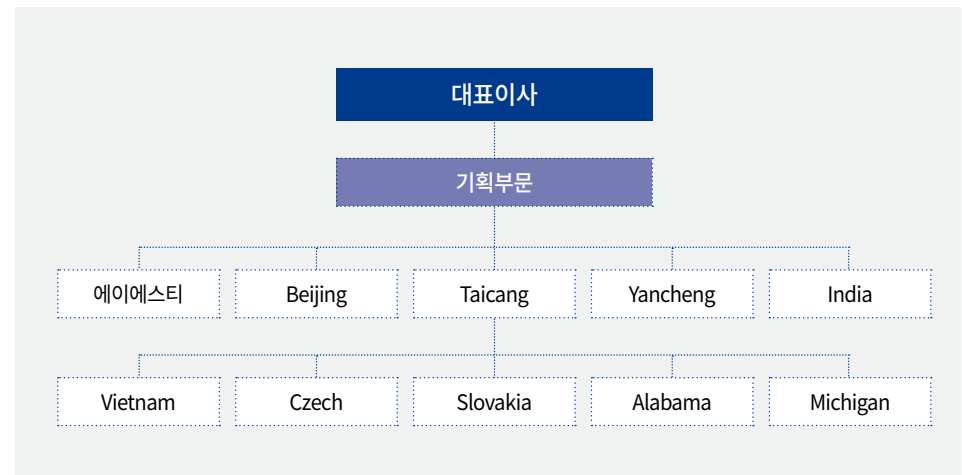 대표이사
기획부문
에이에스티
Beijing
Taicang
Yancheng
India
Vietnam
Czech
Slovakia
Alabama
Michigan